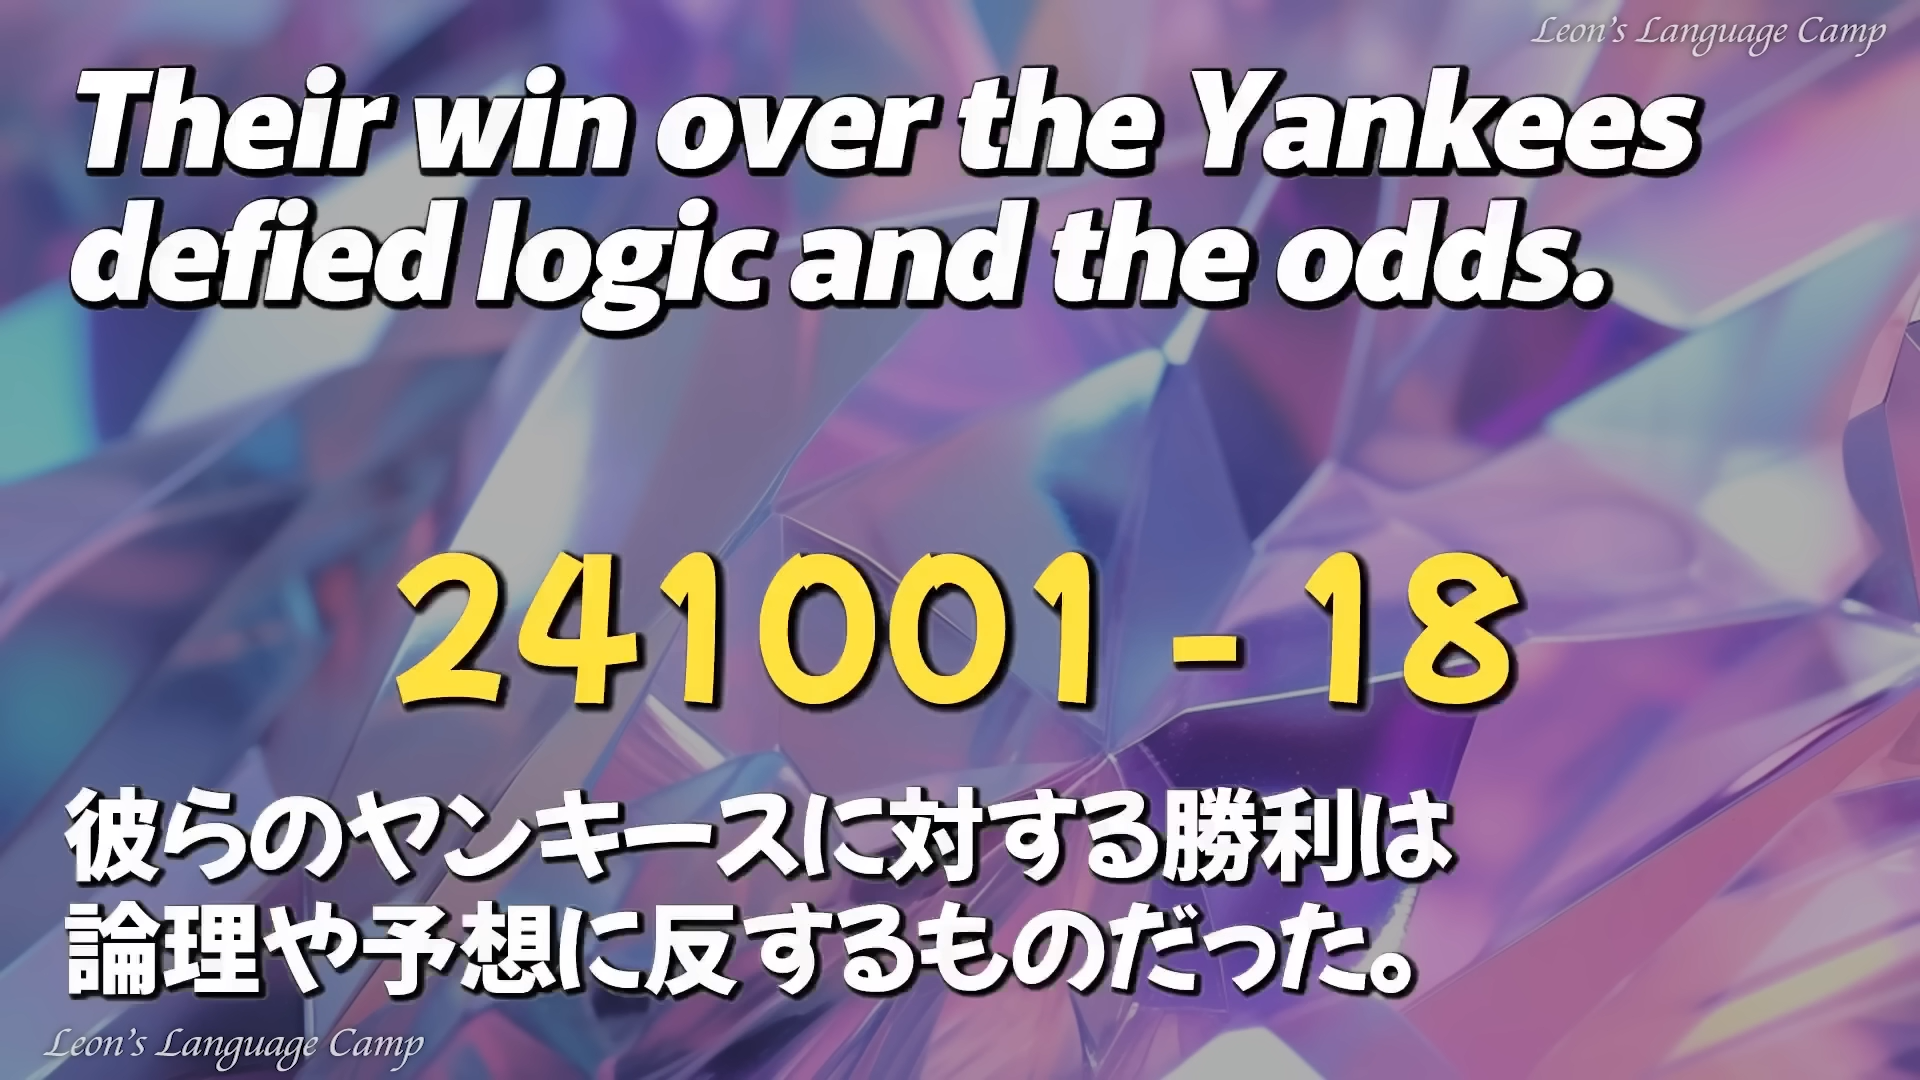 Leon's Language Camp
Their win over the Yankees
defied logic and the odds.
241001 - 18
彼らのヤンキースに対する勝利は
論理や予想に反するものだった。
Leon's Language Camp